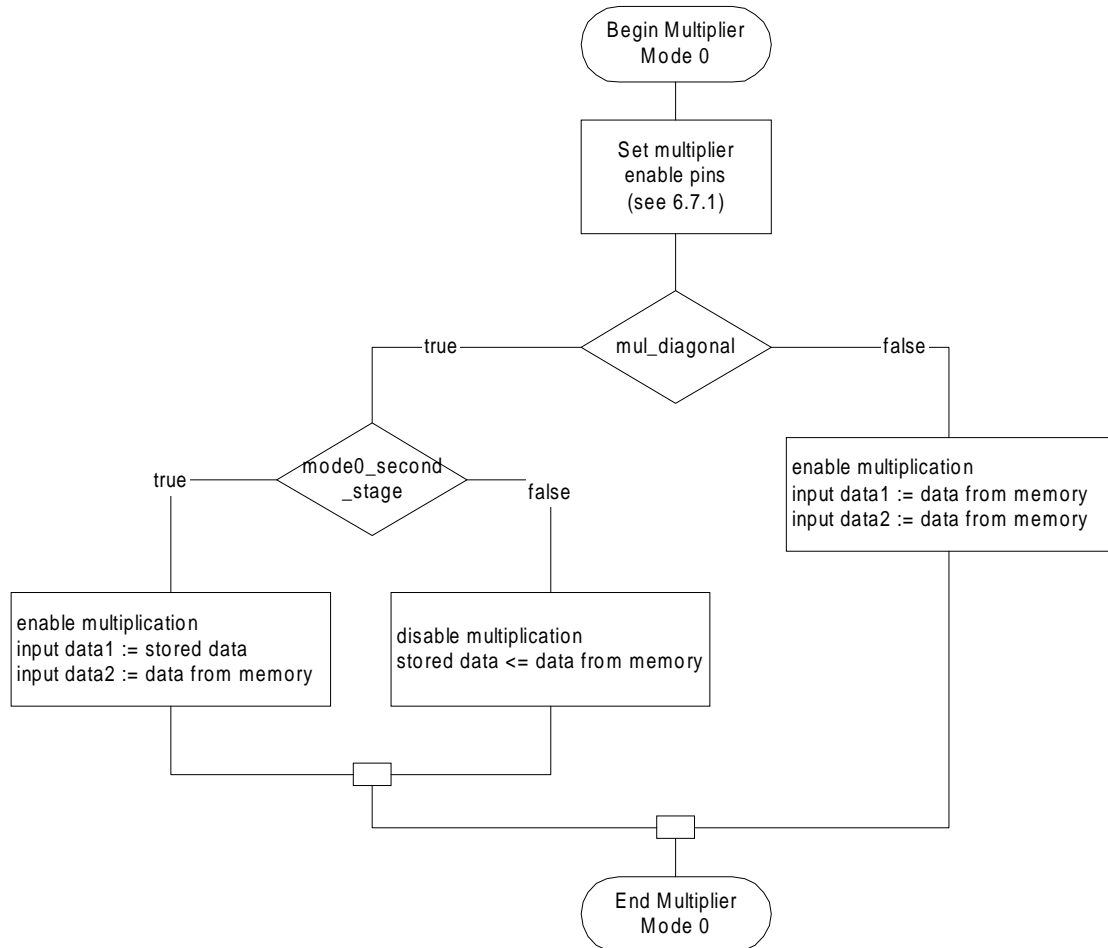 Begin Multiplier
Mode 0
Set multiplier
enable pins
(see 6.7.1)
true
mul_diagonal
false
true
mode0_second
_stage
false
enable multiplication
input data1 := data from memory
input data2 := data from memory
enable multiplication
input data1 := stored data
input data2 := data from memory
disable multiplication
stored data <= data from memory
End Multiplier
Mode 0